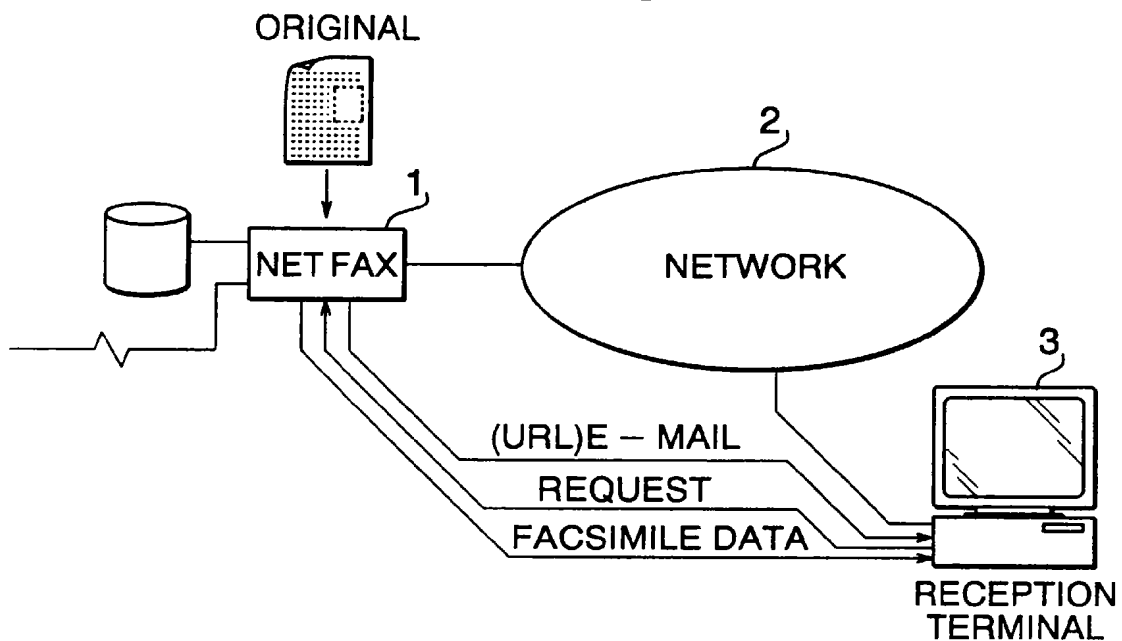 ORIGINAL
1
NET FAX
2
NETWORK
3
(URL)E – MAIL
REQUEST
FACSIMILE DATA
RECEPTION
TERMINAL